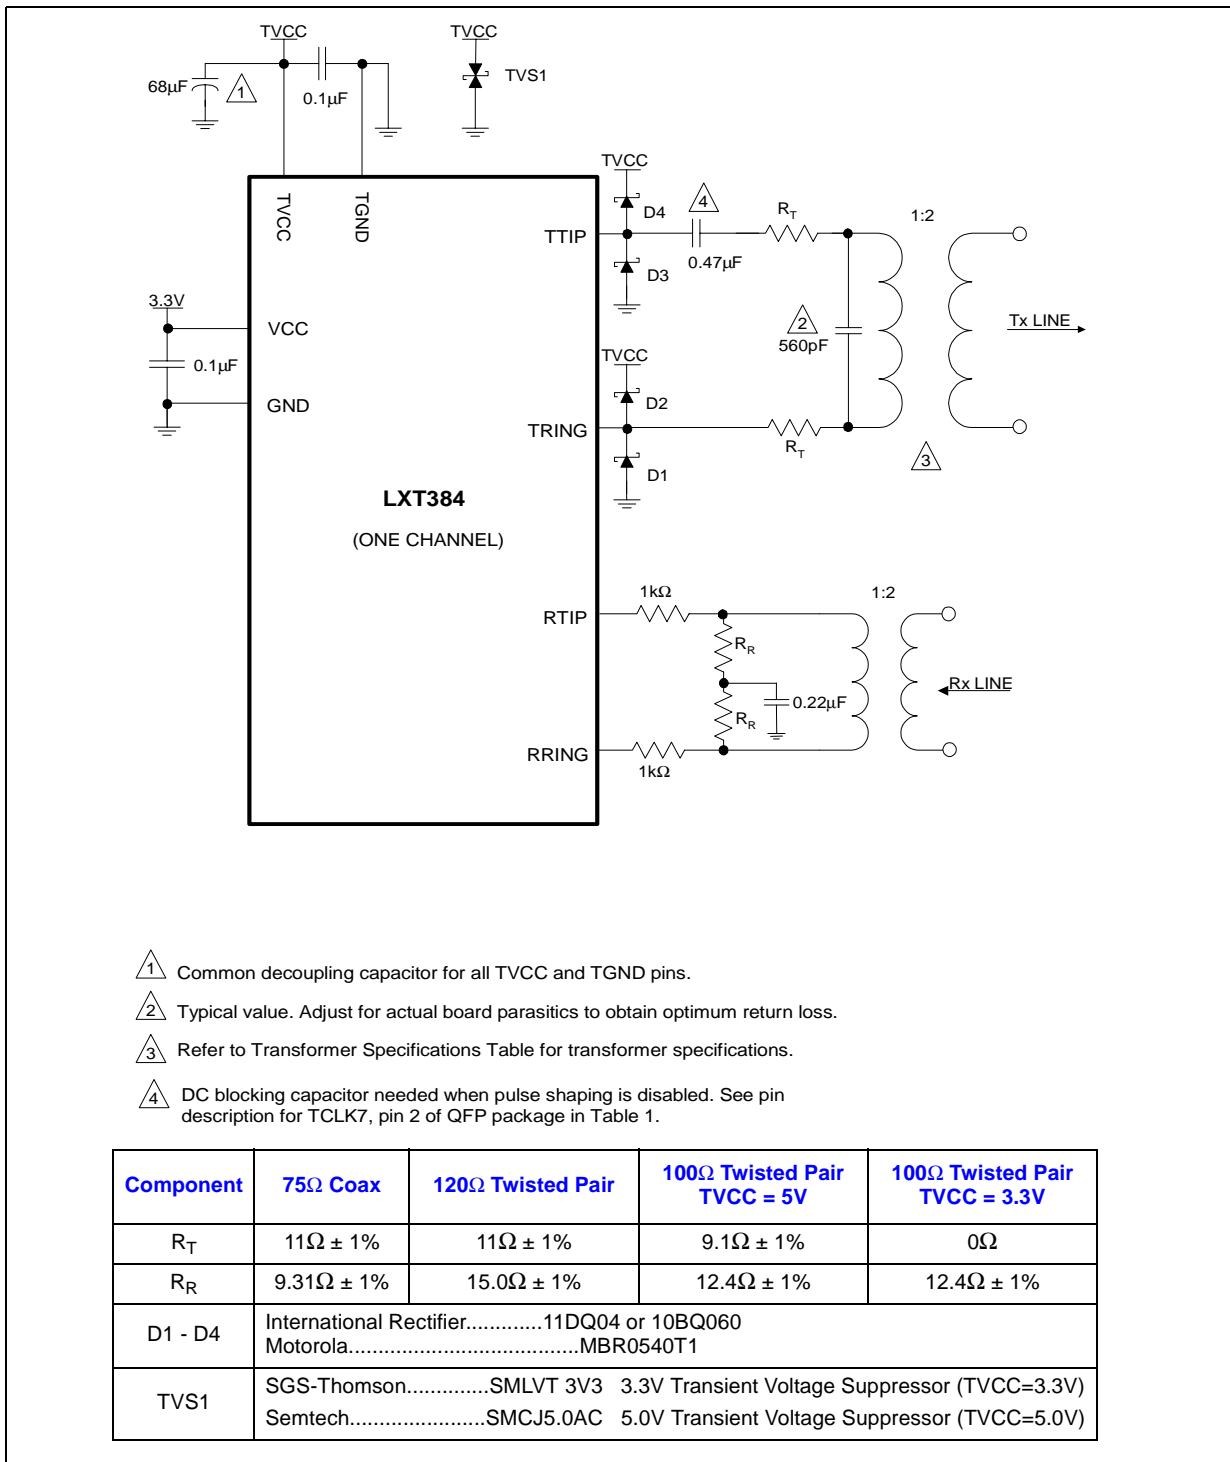 TVCC
TVCC
68µF
1
0.1µF
TVS1
TVCC
TGND
TVCC
D4
4
R_T
1:2
TTIP
0.47µF
D3
3.3V
VCC
0.1µF
GND
2
560pF
Tx LINE
TVCC
D2
TRING
R_T
3
D1
LXT384
(ONE CHANNEL)
1kΩ
1:2
RTIP
R_R
0.22µF
Rx LINE
R_R
RRING
1kΩ
1 Common decoupling capacitor for all TVCC and TGND pins.
2 Typical value. Adjust for actual board parasitics to obtain optimum return loss.
3 Refer to Transformer Specifications Table for transformer specifications.
4 DC blocking capacitor needed when pulse shaping is disabled. See pin
description for TCLK7, pin 2 of QFP package in Table 1.
Component 75Ω Coax 120Ω Twisted Pair 100Ω Twisted Pair TVCC = 5V 100Ω Twisted Pair TVCC = 3.3V
R_T 11Ω ± 1% 11Ω ± 1% 9.1Ω ± 1% 0Ω
R_R 9.31Ω ± 1% 15.0Ω ± 1% 12.4Ω ± 1% 12.4Ω ± 1%
D1 - D4
International Rectifier.............11DQ04 or 10BQ060
Motorola.......................................MBR0540T1
TVS1
SGS-Thomson..............SMLVT 3V3 3.3V Transient Voltage Suppressor (TVCC=3.3V)
Semtech.......................SMCJ5.0AC 5.0V Transient Voltage Suppressor (TVCC=5.0V)